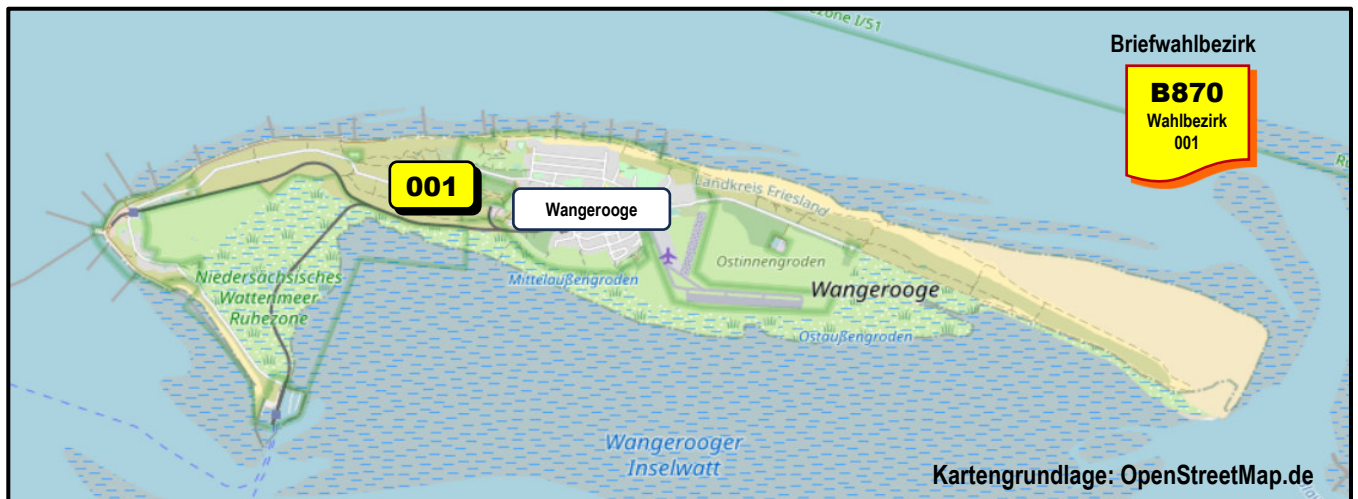 zone I/51
Briefwahlbezirk
B870
Wahlbezirk
001
001
Wangerooge
Landkreis Friesland
Ostinnengroden
Niedersächsisches
Wattenmeer
Ruhezone
Mittelaußengroden
Wangerooge
Ostaußengroden
Wangerooger
Inselwatt
Kartengrundlage: OpenStreetMap.de